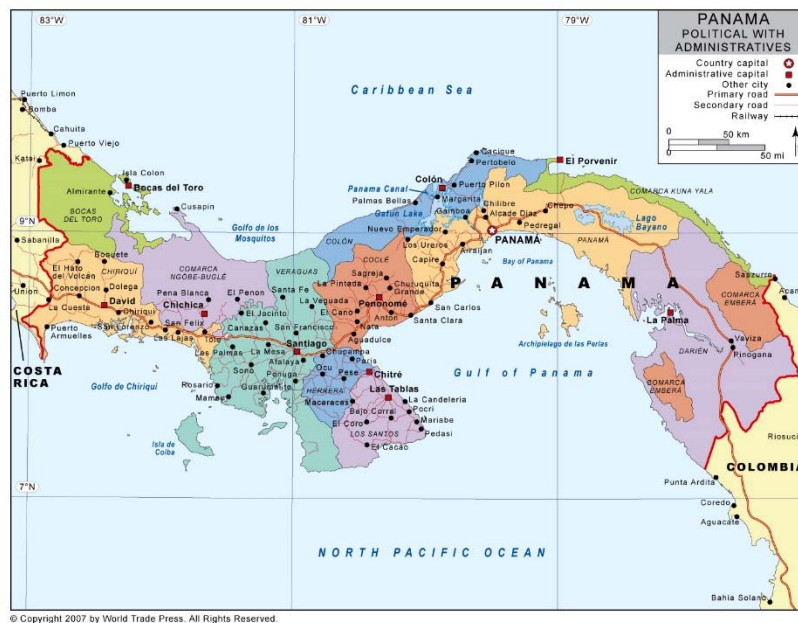 83°W
81°W
79°W
PANAMA
POLITICAL WITH
ADMINISTRATIVES
Country capital
Administrative capital
Other city
Primary road
Secondary road
Railway
0 50 km
0 50 mi
Caribbean Sea
Puerto Limon
Bomba
Cahuita
Puerto Viejo
Katsi
Isla Colon
Bocas del Toro
Almirante
BOCAS
DEL TORO
Cusapin
Golfo de los
Mosquitos
9°N
Sabanilla
Cacique
Portobelo
El Porvenir
Colón
Panama Canal
Puerto Pilon
Palmas Bellas
Margarita
Gatun Lake
Gamboa
Chilibre
Alcade Diaz
Chepo
Pedregal
COMARCA KUNA YALA
Nuevo Emperador
COLÓN
PANAMÁ
Lago
Bayano
PANAMÁ
Airaijan
Capire
Bay of Panama
COCLÉ
VERAGUAS
COMARCA
NGÖBE-BUGLÉ
Boquete
El Hato
del Volcán
CHIRIQUÍ
Dolega
Concepcion
Union
La Cuesta
David
Chiriqui
Puerto
Armuelles
San Lorenzo
Las Lajas
San Felix
Tole
Pena Blanca
El Penon
Chichica
Santa Fe
La Veguada
El Jacinto
Canazas
San Francisco
Sagreja
La Pintada
Churuquita
Grande
Penonomé
El Cano
Anton
Nata
Aguadulce
San Carlos
Santa Clara
P A N A M A
Sapzurro
COMARCA
EMBERÁ
La Palma
Archipelago de las Perlas
Yaviza
Pinogana
DARIÉN
COMARCA
EMBERÁ
COSTA
RICA
Golfo de Chiriqui
Las Palmas
La Mesa
Santiago
Atalaya
Sona
Ponuga
Rosario
Guarumalito
Chupampa
Paris
Ocu
Pese
Chitré
HERRERA
Macaracas
Las Tablas
La Candeleria
Bajo Corral
Pocri
Mariabe
El Coro
Pedasi
LOS SANTOS
El Cacao
Gulf of Panama
Isla de
Coiba
7°N
Riosucio
COLOMBIA
Punta Ardita
Coredo
Aguacate
NORTH PACIFIC OCEAN
Bahia Solano
© Copyright 2007 by World Trade Press. All Rights Reserved.